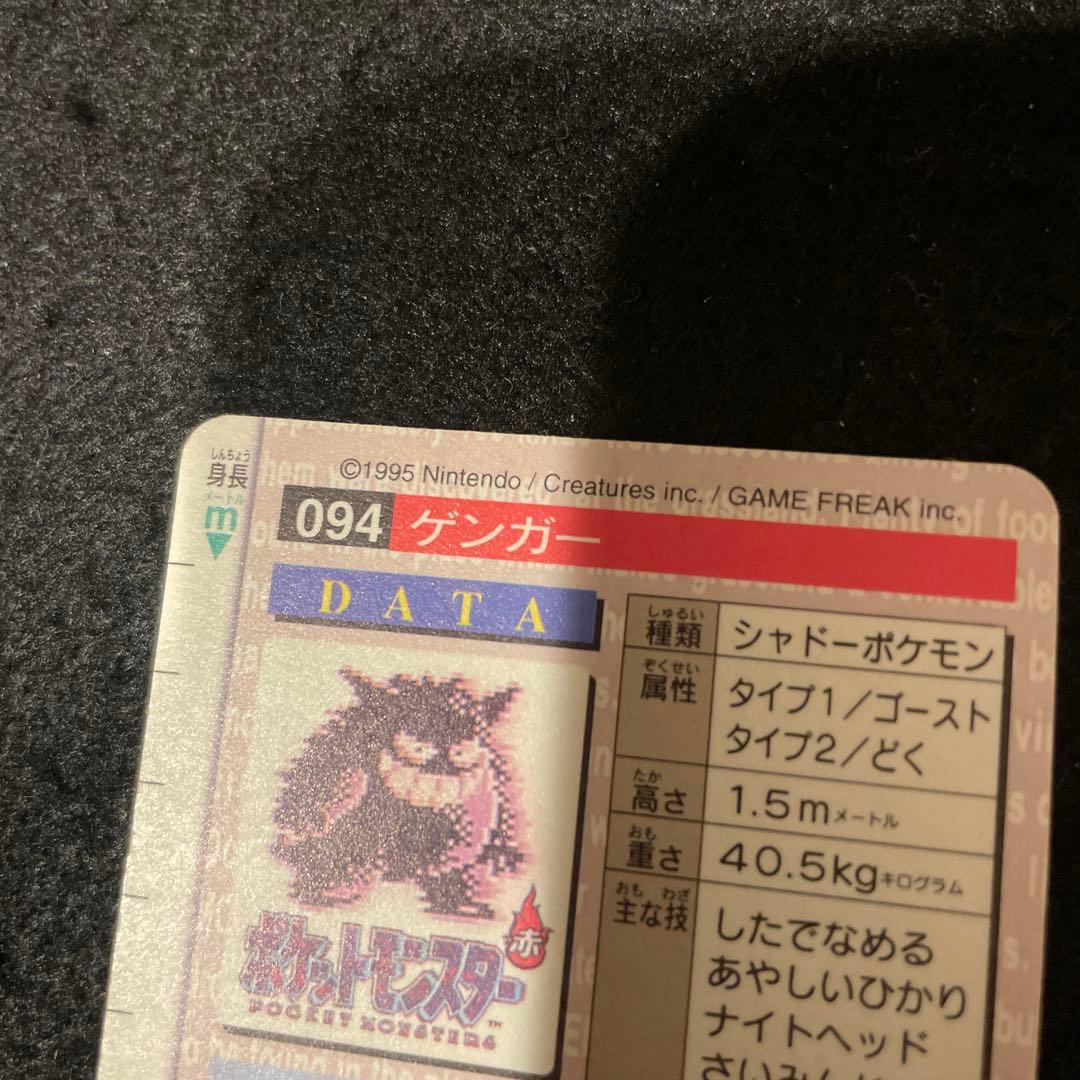 ©1995 Nintendo / Creatures inc. / GAME FREAK inc.
しんちょう
身長
メートル
m
094 ゲンガー
DATA
しゅるい
種類 シャドーポケモン
ぞくせい
属性 タイプ1/ゴースト
タイプ2/どく
たか
高さ 1.5mメートル
おも
重さ 40.5kgキログラム
おも わざ
主な技 したでなめる
あやしいひかり
ナイトヘッド
さいみん
赤
ポケットモンスター
POCKET MONSTERS™